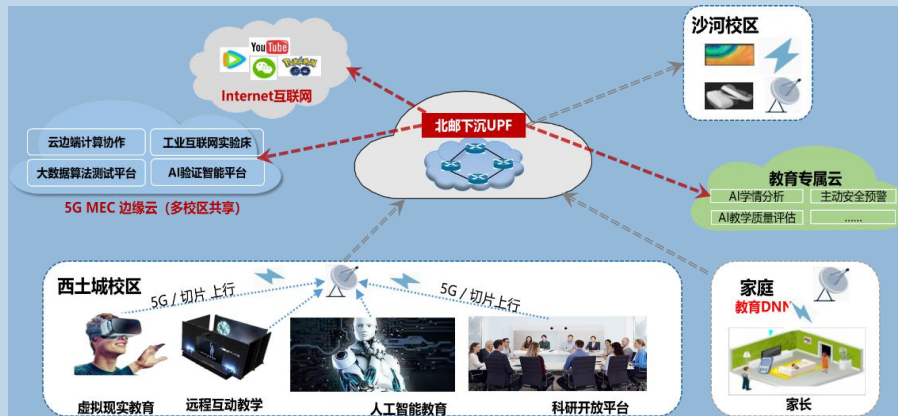 沙河校区
YouTube
POKÉMON
GO
Internet互联网
北邮下沉UPF
云边端计算协作
工业互联网实验床
大数据算法测试平台
AI验证智能平台
5G MEC 边缘云（多校区共享）
教育专属云
AI学情分析
主动安全预警
AI教学质量评估
......
西土城校区
5G / 切片 上行
5G / 切片上行
家庭
教育DNN
虚拟现实教育
远程互动教学
人工智能教育
科研开放平台
家长